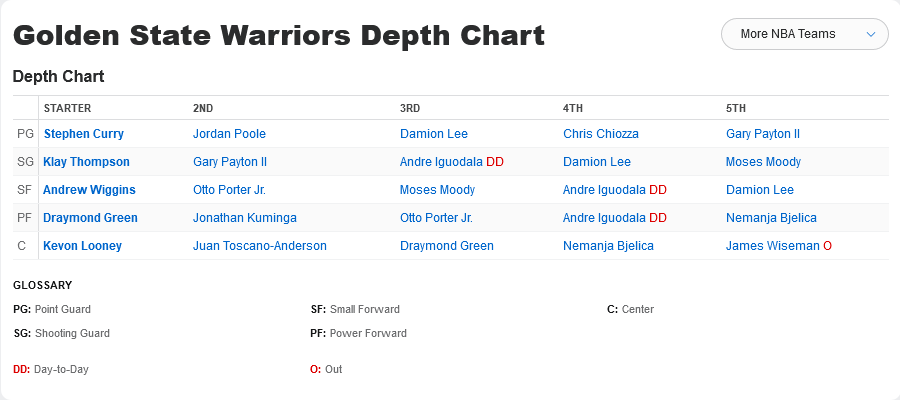 Golden State Warriors Depth Chart
More NBA Teams
Depth Chart
STARTER 2ND 3RD 4TH 5TH
PG Stephen Curry Jordan Poole Damion Lee Chris Chiozza Gary Payton II
SG Klay Thompson Gary Payton II Andre Iguodala DD Damion Lee Moses Moody
SF Andrew Wiggins Otto Porter Jr. Moses Moody Andre Iguodala DD Damion Lee
PF Draymond Green Jonathan Kuminga Otto Porter Jr. Andre Iguodala DD Nemanja Bjelica
C Kevon Looney Juan Toscano-Anderson Draymond Green Nemanja Bjelica James Wiseman O
GLOSSARY
PG: Point Guard SF: Small Forward C: Center
SG: Shooting Guard PF: Power Forward
DD: Day-to-Day O: Out